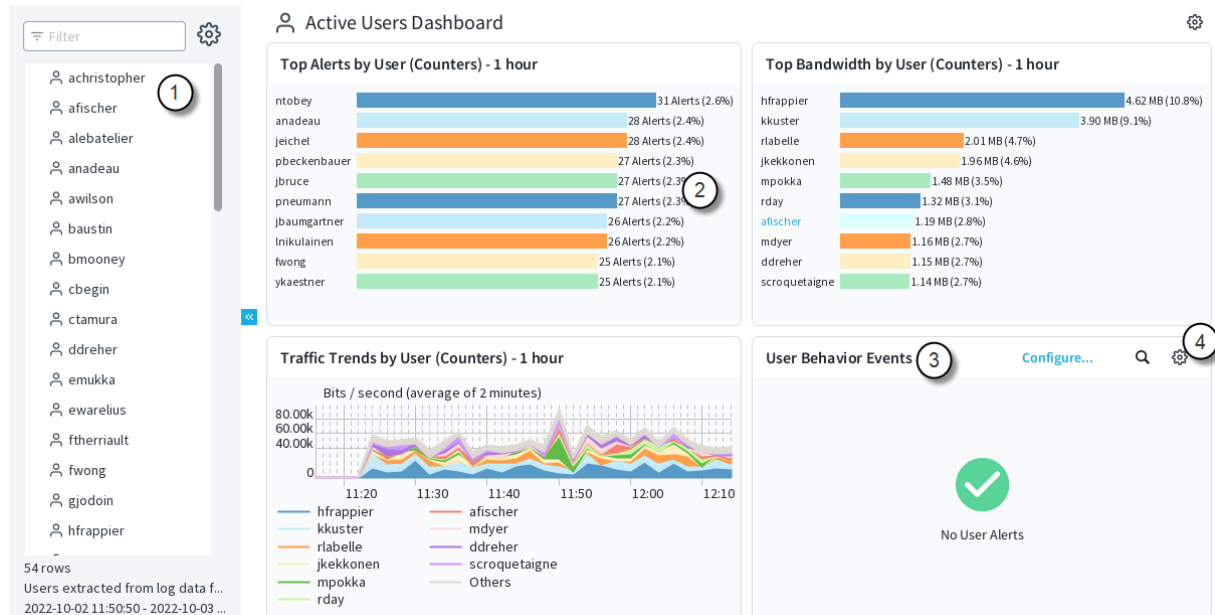 Filter
achristopher
1
afischer
alebatelier
anadeau
awilson
baustin
bmooney
cbegin
ctamura
ddreher
emukka
ewarelius
ftherriault
fwong
gjodoin
hfrappier
54 rows
Users extracted from log data f...
2022-10-02 11:50:50 - 2022-10-03 ...
«
Active Users Dashboard
Top Alerts by User (Counters) - 1 hour
ntobey 31 Alerts (2.6%)
anadeau 28 Alerts (2.4%)
jeichel 28 Alerts (2.4%)
pbeckenbauer 27 Alerts (2.3%)
jbruce 27 Alerts (2.3%
2
pneumann 27 Alerts (2.3%
jbaumgartner 26 Alerts (2.2%)
lnikulainen 26 Alerts (2.2%)
fwong 25 Alerts (2.1%)
ykaestner 25 Alerts (2.1%)
Top Bandwidth by User (Counters) - 1 hour
hfrappier 4.62 MB (10.8%)
kkuster 3.90 MB (9.1%)
rlabelle 2.01 MB (4.7%)
jkekkonen 1.96 MB (4.6%)
mpokka 1.48 MB (3.5%)
rday 1.32 MB (3.1%)
afischer 1.19 MB (2.8%)
mdyer 1.16 MB (2.7%)
ddreher 1.15 MB (2.7%)
scroquetaigne 1.14 MB (2.7%)
Traffic Trends by User (Counters) - 1 hour
Bits / second (average of 2 minutes)
80.00k
60.00k
40.00k
0
11:20 11:30 11:40 11:50 12:00 12:10
hfrappier afischer
kkuster mdyer
rlabelle ddreher
jkekkonen scroquetaigne
mpokka Others
rday
User Behavior Events 3 Configure... 4
No User Alerts